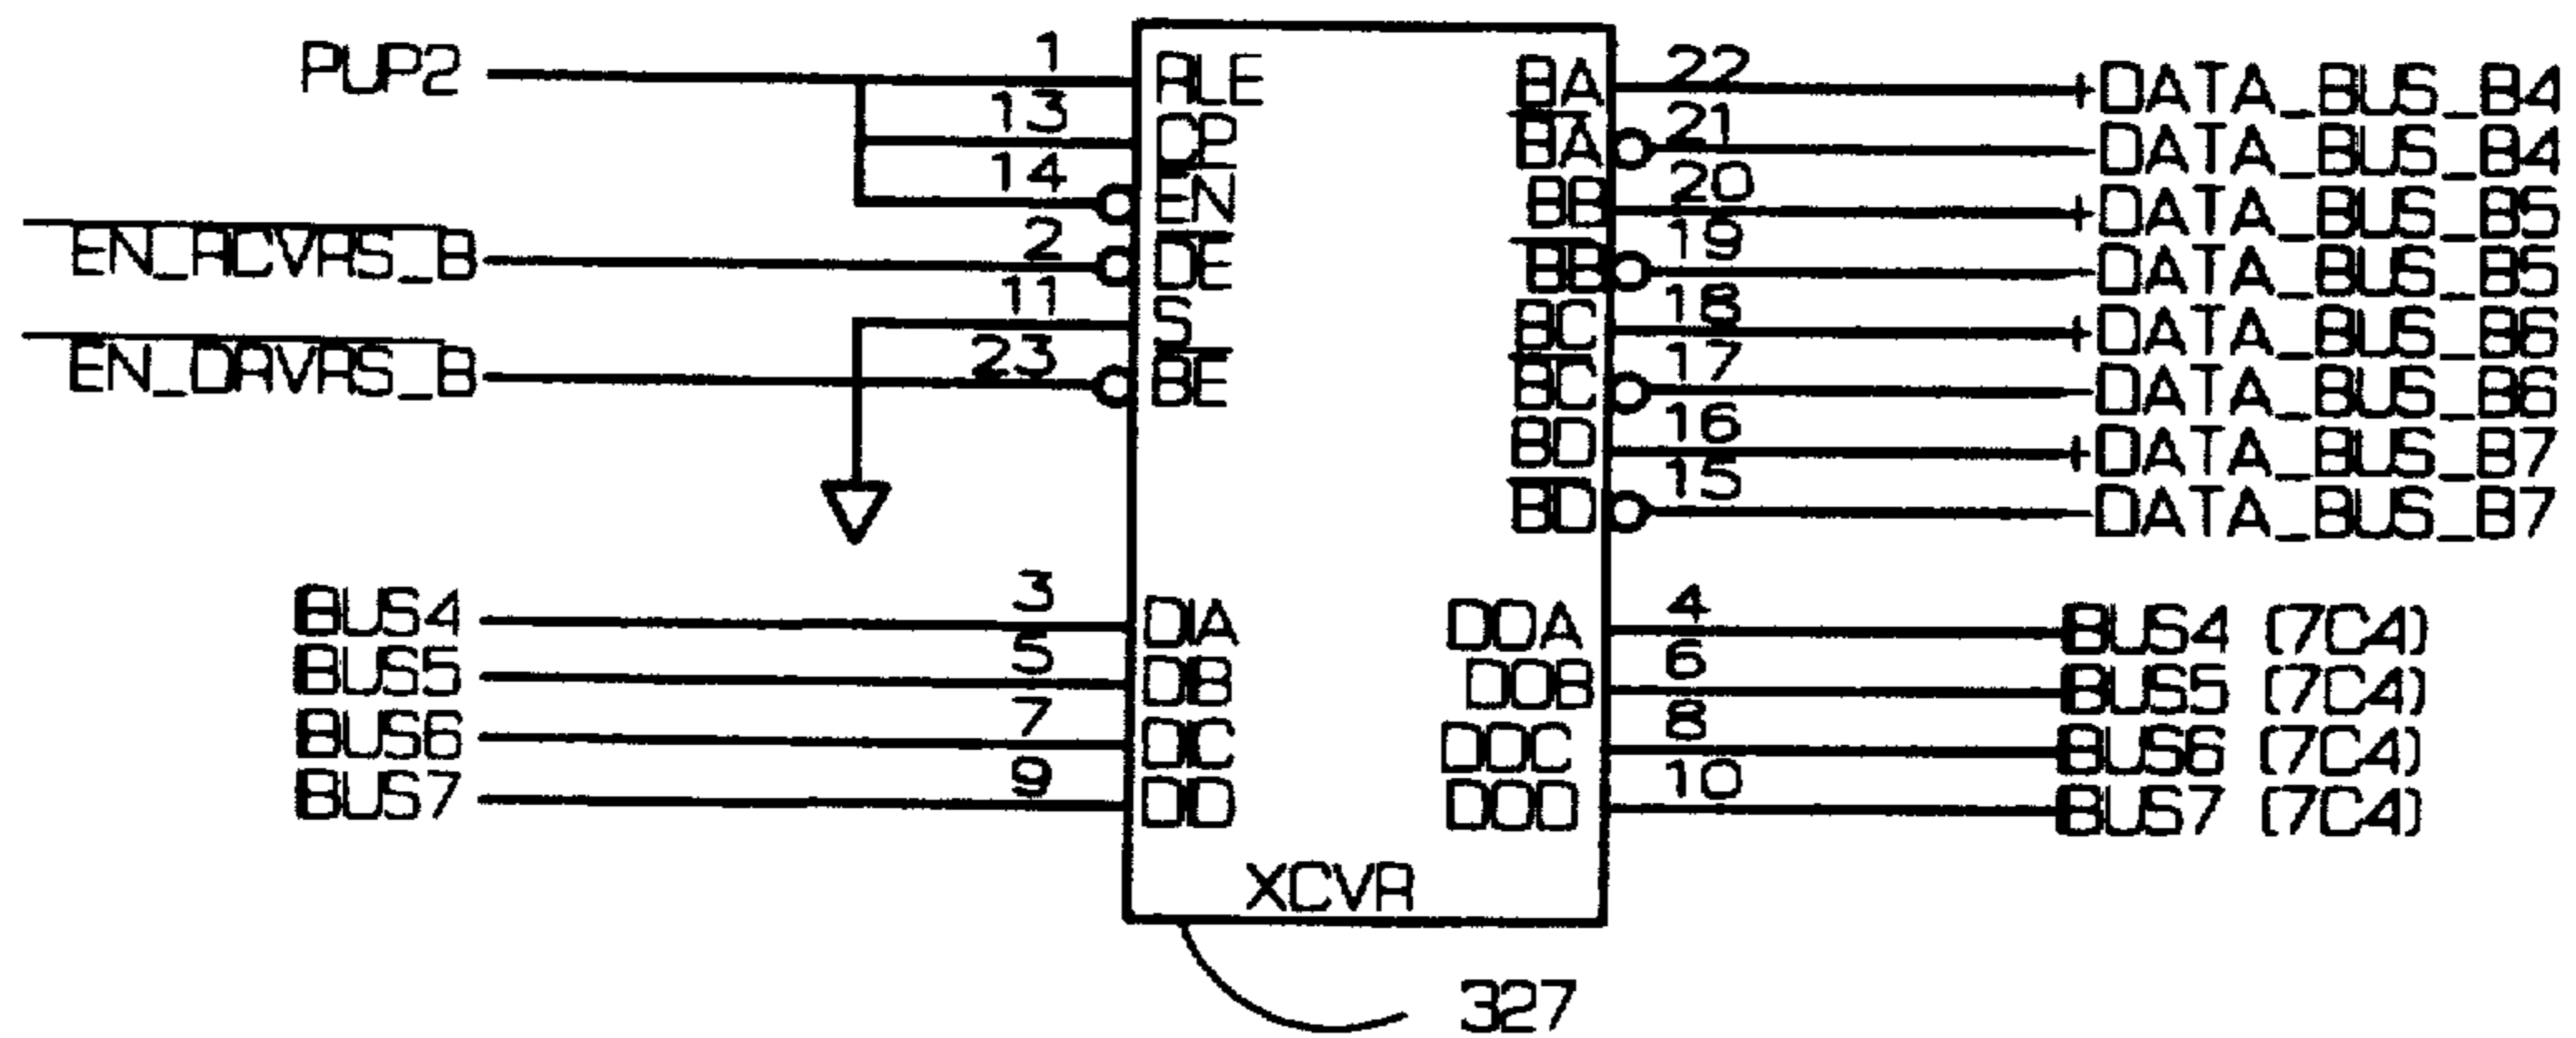 PUP2 1 RLE BA 22 +DATA_BUS_B4
13 CP BA 21 DATA_BUS_B4
14 EN BB 20 +DATA_BUS_B5
EN_RCVRS_B 2 DE BB 19 DATA_BUS_B5
11 S BC 18 +DATA_BUS_B6
EN_DRVRS_B 23 BE BC 17 DATA_BUS_B6
BD 16 +DATA_BUS_B7
BD 15 DATA_BUS_B7
BUS4 3 DIA DOA 4 BUS4 (7C4)
BUS5 5 DIB DOB 6 BUS5 (7C4)
BUS6 7 DIC DOC 8 BUS6 (7C4)
BUS7 9 DID DOD 10 BUS7 (7C4)
XCVR
327